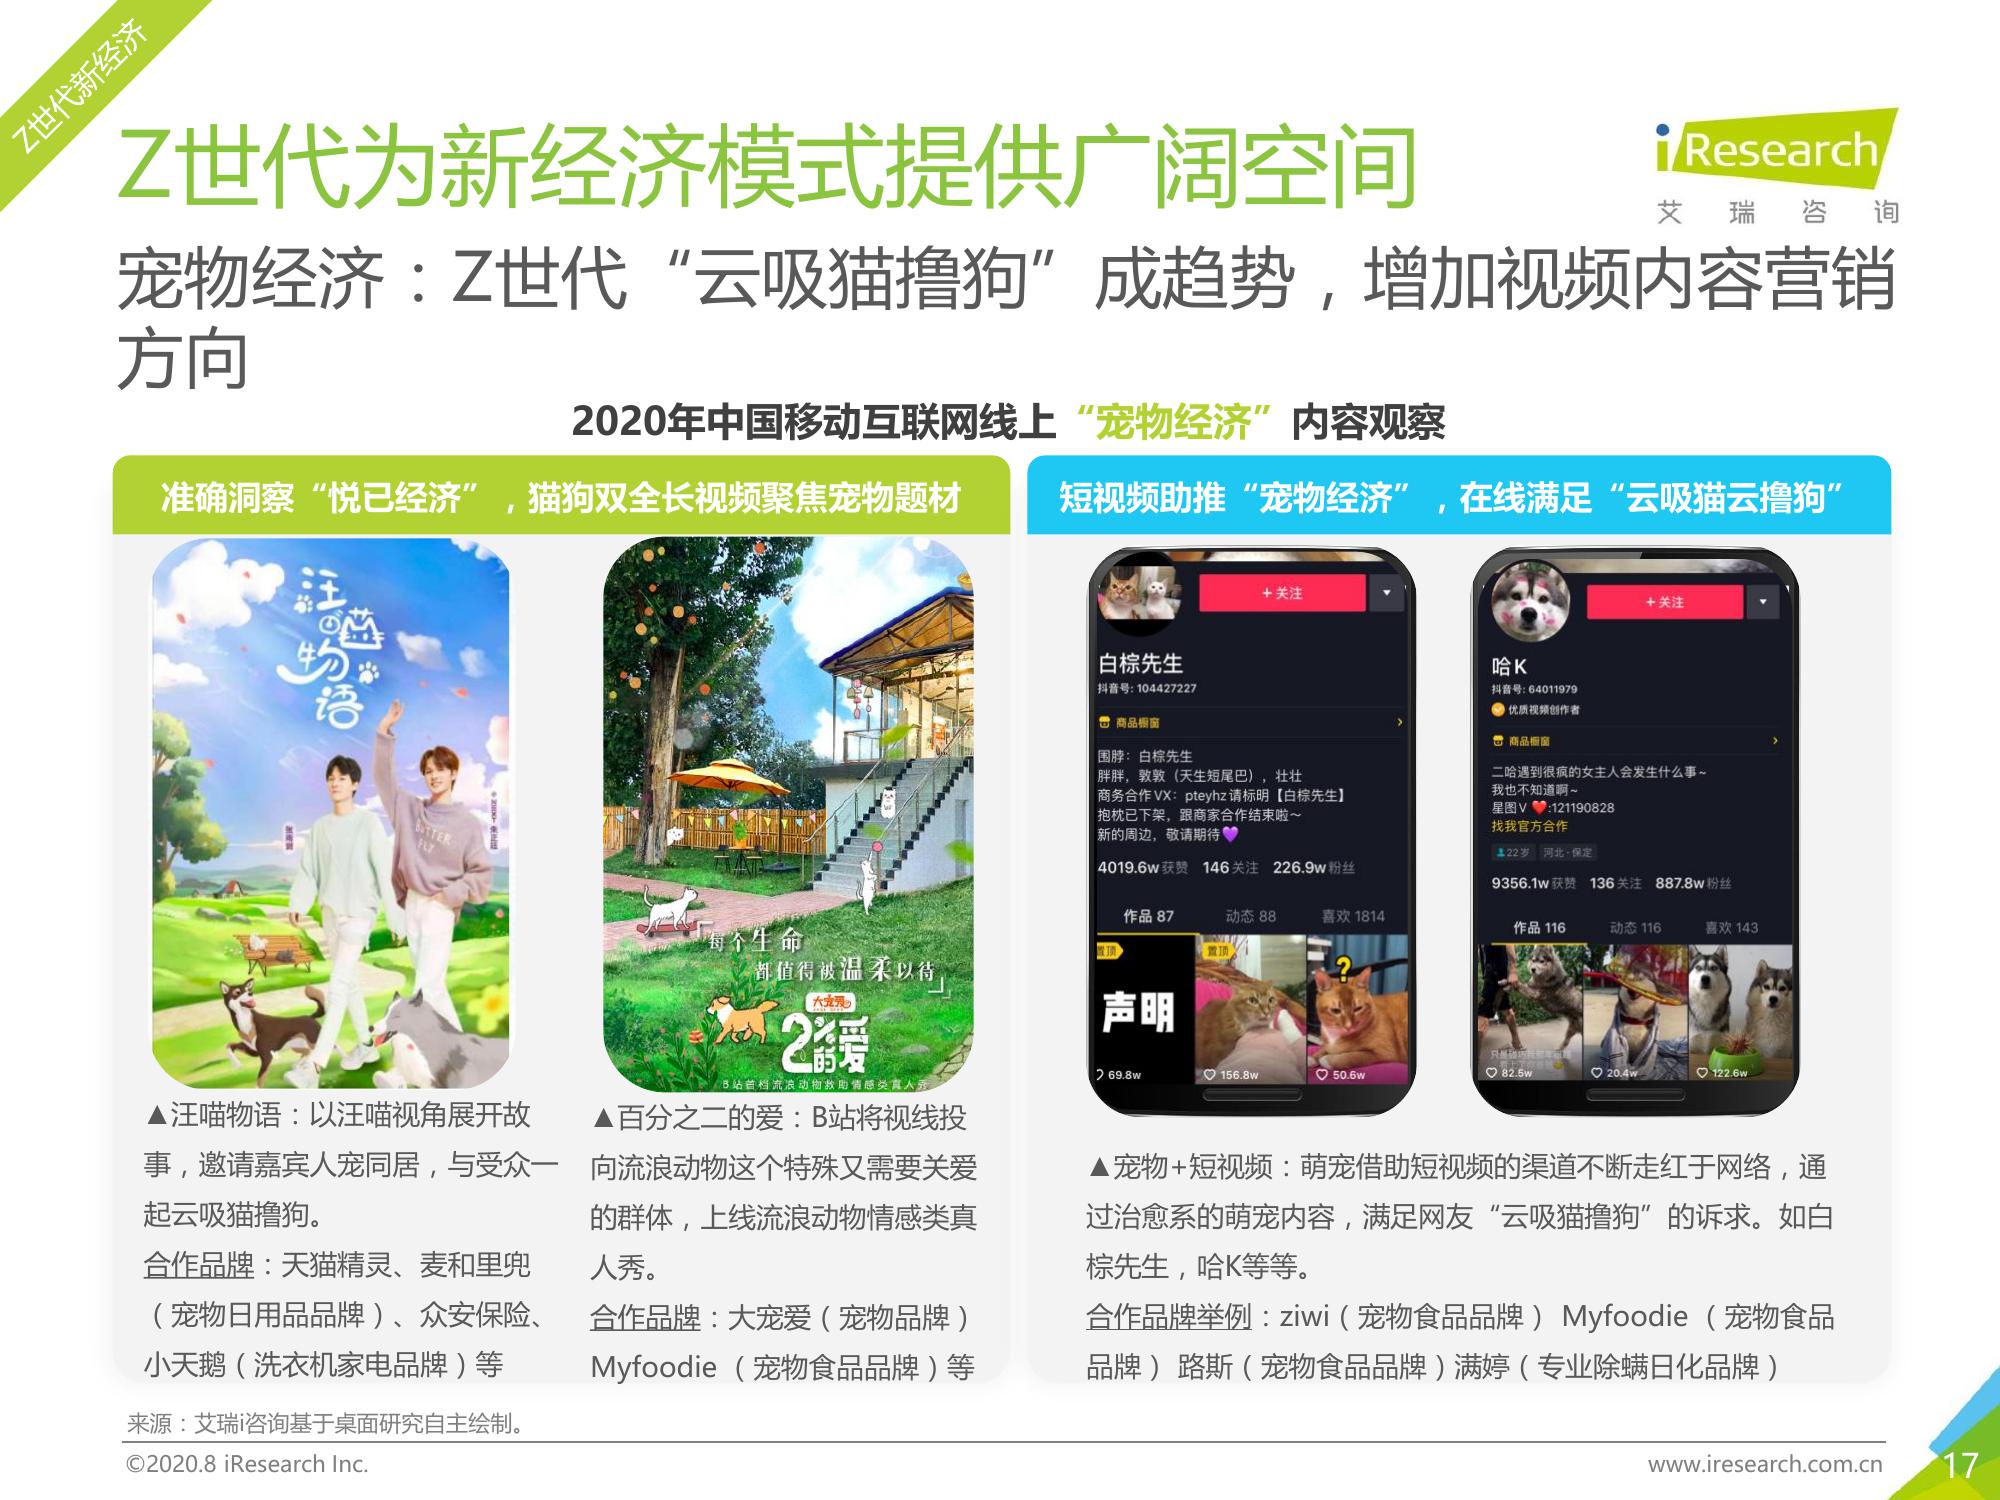 Z世代新经济
Z世代为新经济模式提供广阔空间
iResearch
艾瑞咨询
宠物经济：Z世代“云吸猫撸狗”成趋势，增加视频内容营销
方向
2020年中国移动互联网线上“宠物经济”内容观察
准确洞察“悦已经济”，猫狗双全长视频聚焦宠物题材
汪喵物语
BUTTER
FLY
「每个生命
都值得被温柔以待」
大宠爱
2%的爱
B站首档流浪动物救助情感类真人秀
▲汪喵物语：以汪喵视角展开故
事，邀请嘉宾人宠同居，与受众一
起云吸猫撸狗。
合作品牌：天猫精灵、麦和里兜
（宠物日用品品牌）、众安保险、
小天鹅（洗衣机家电品牌）等
▲百分之二的爱：B站将视线投
向流浪动物这个特殊又需要关爱
的群体，上线流浪动物情感类真
人秀。
合作品牌：大宠爱（宠物品牌）
Myfoodie （宠物食品品牌）等
短视频助推“宠物经济”，在线满足“云吸猫云撸狗”
+关注
白棕先生
抖音号: 104427227
商品橱窗
围脖：白棕先生
胖胖，敦敦（天生短尾巴），壮壮
商务合作VX：pteyhz请标明【白棕先生】
抱枕已下架，跟商家合作结束啦～
新的周边，敬请期待💜
4019.6w获赞 146关注 226.9w粉丝
作品 87 动态 88 喜欢 1814
置顶 置顶
声明 ?
69.8w 156.8w 50.6w
+关注
哈K
抖音号: 64011979
优质视频创作者
商品橱窗
二哈遇到很疯的女主人会发生什么事~
我也不知道啊~
星图V ❤️:121190828
找我官方合作
22岁 河北·保定
9356.1w获赞 136关注 887.8w粉丝
作品 116 动态 116 喜欢 143
82.5w 20.4w 122.6w
▲宠物+短视频：萌宠借助短视频的渠道不断走红于网络，通
过治愈系的萌宠内容，满足网友“云吸猫撸狗”的诉求。如白
棕先生，哈K等等。
合作品牌举例：ziwi（宠物食品品牌） Myfoodie （宠物食品
品牌） 路斯（宠物食品品牌）满婷（专业除螨日化品牌）
来源：艾瑞i咨询基于桌面研究自主绘制。
©2020.8 iResearch Inc.
www.iresearch.com.cn
17